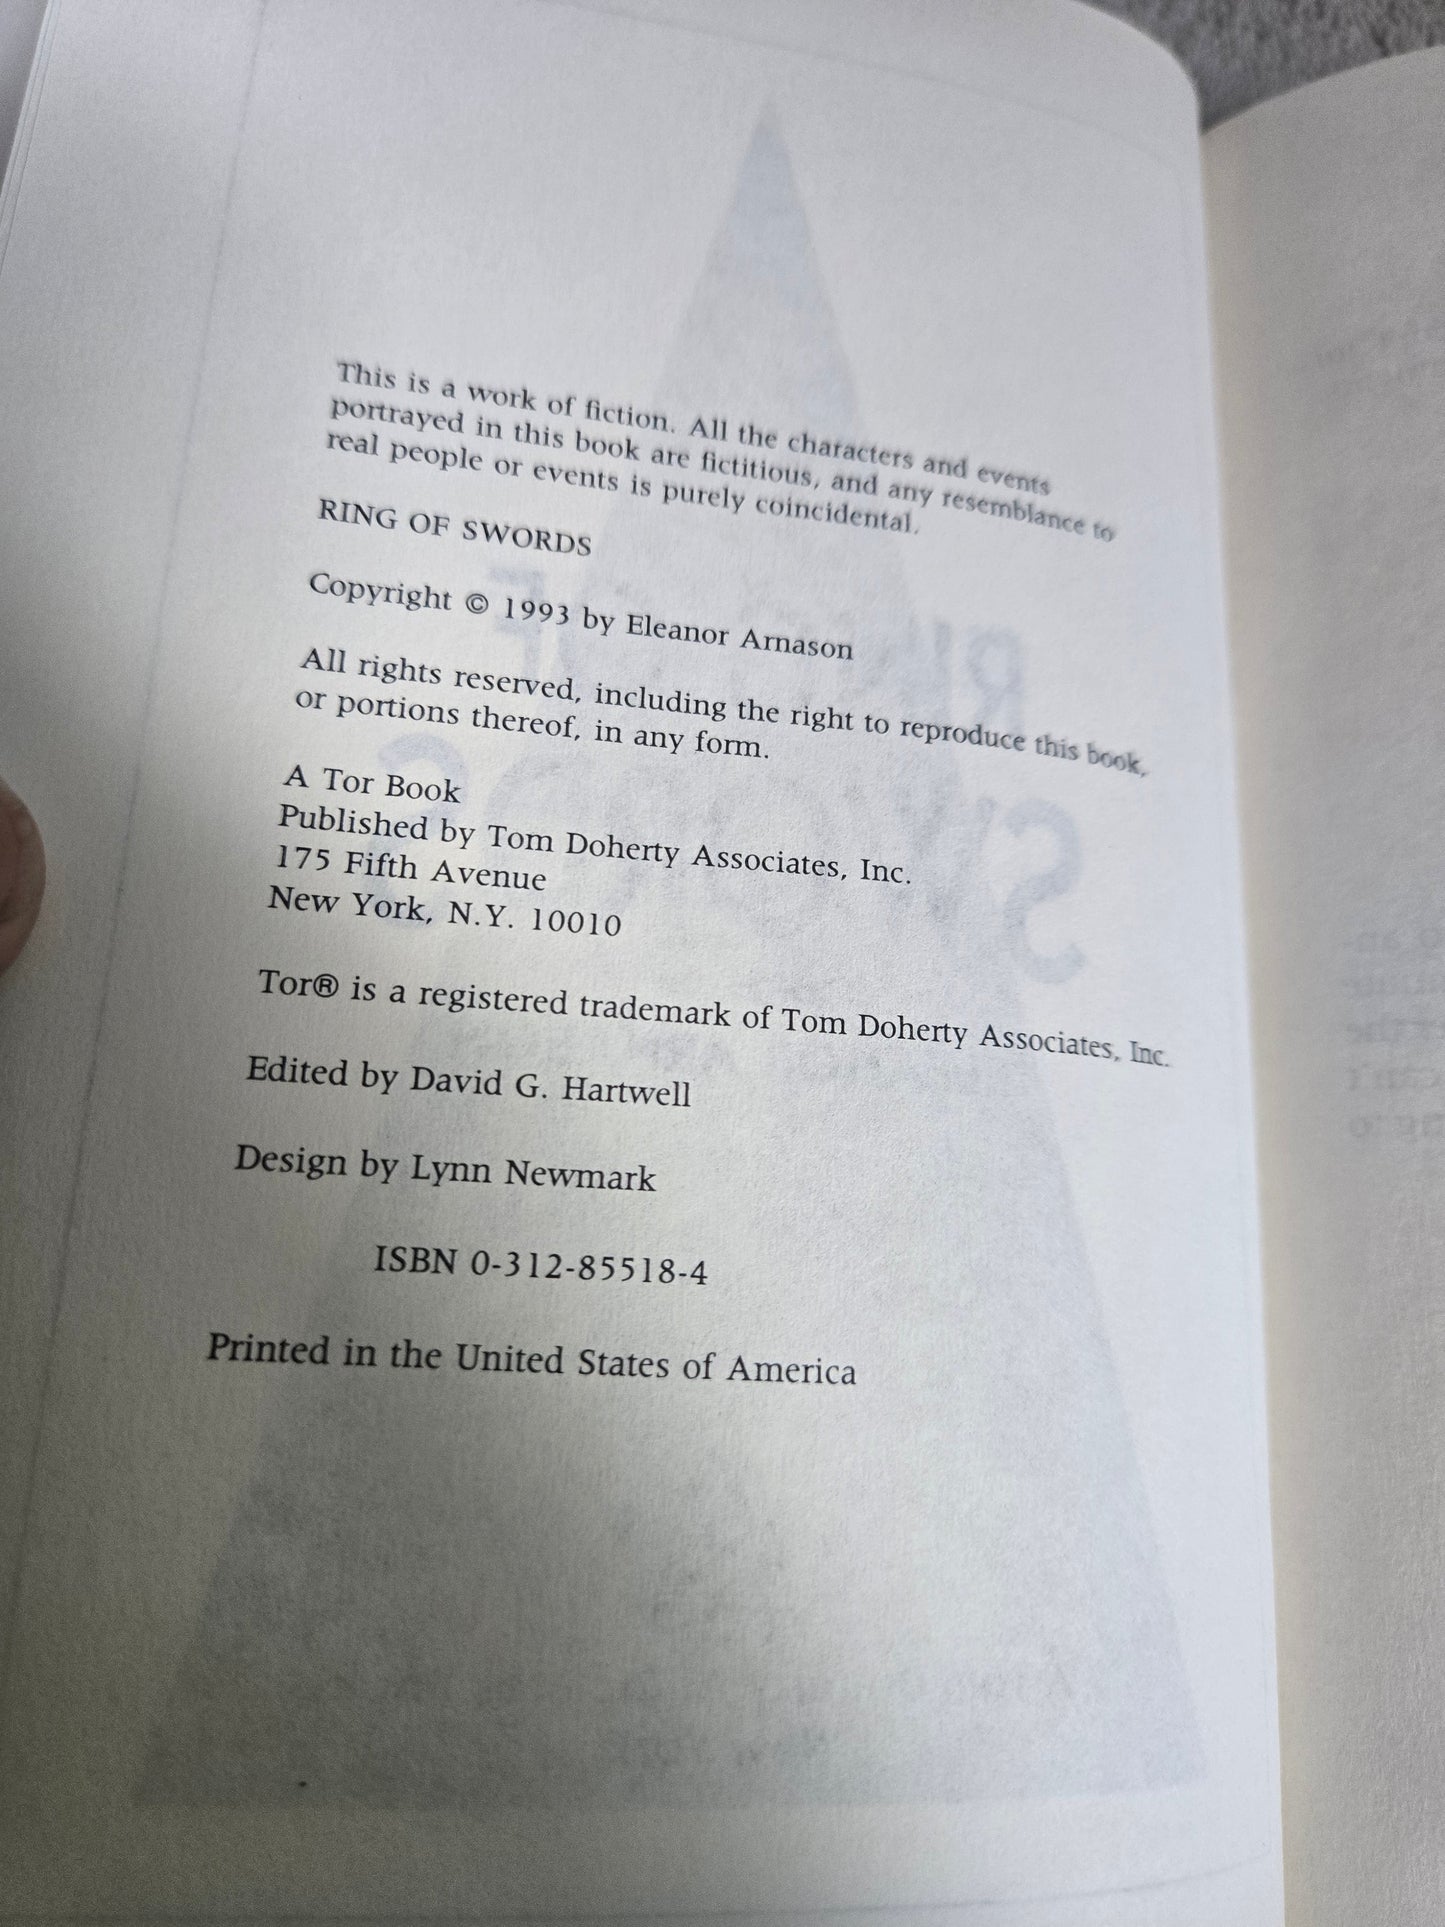 This is a work of fiction. All the characters and events
portrayed in this book are fictitious, and any resemblance to
real people or events is purely coincidental.
RING OF SWORDS
Copyright © 1993 by Eleanor Arnason
All rights reserved, including the right to reproduce this book,
or portions thereof, in any form.
A Tor Book
Published by Tom Doherty Associates, Inc.
175 Fifth Avenue
New York, N.Y. 10010
Tor® is a registered trademark of Tom Doherty Associates, Inc.
Edited by David G. Hartwell
Design by Lynn Newmark
ISBN 0-312-85518-4
Printed in the United States of America